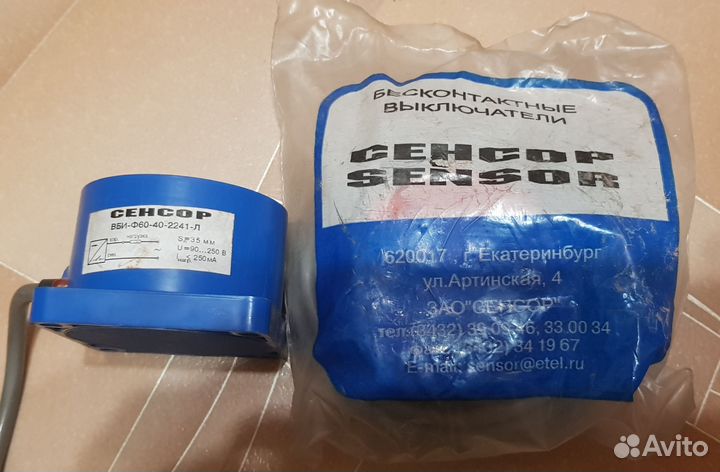 СЕНСОР
ВБИ-Ф60-40-2241-Л
нагрузка
S = 35 мм
U = 90...250 В
≤ 250 мА
БЕСКОНТАКТНЫЕ
ВЫКЛЮЧАТЕЛИ
СЕНСОР
SENSOR
620017 г.Екатеринбург
ул.Артинская, 4
ЗАО "СЕНСОР"
33.00 34
34 19 67
E-mail: sensor@etel.ru
Avito